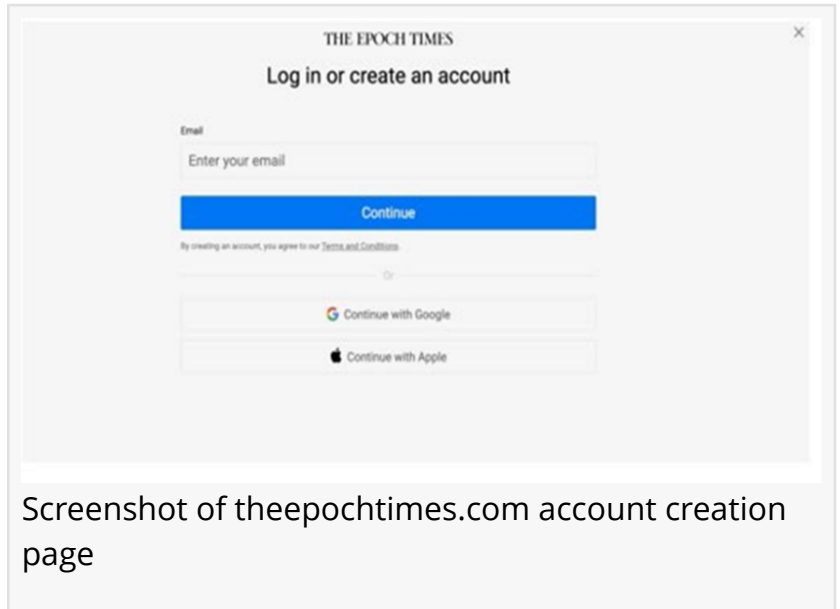 THE EPOCH TIMES
Log in or create an account
Email
Enter your email
Continue
By creating an account, you agree to our Terms and Conditions.
Or
Continue with Google
Continue with Apple
Screenshot of theepochtimes.com account creation
page